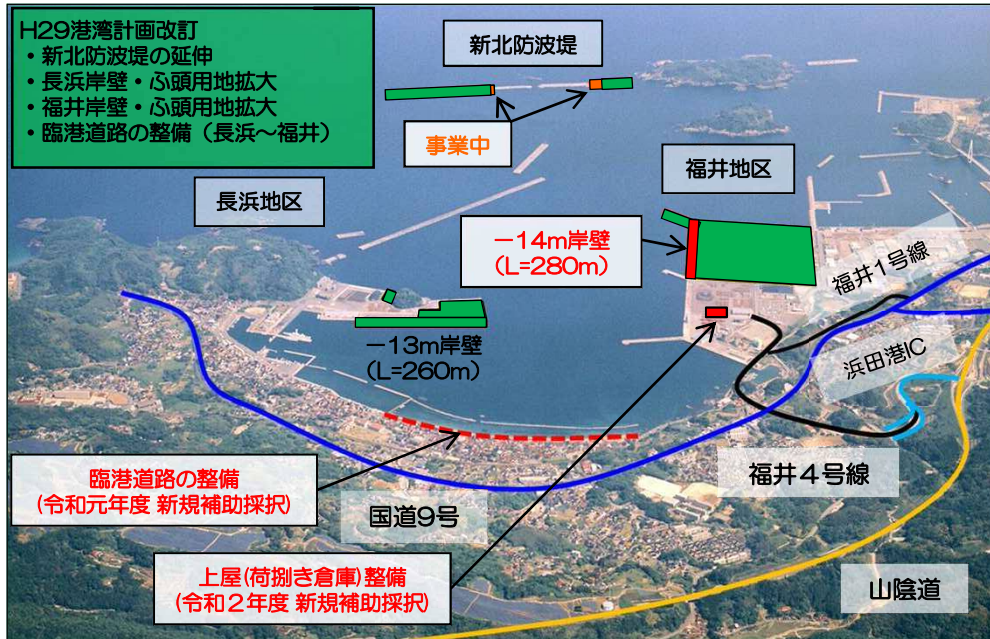 H29港湾計画改訂
・新北防波堤の延伸
・長浜岸壁・ふ頭用地拡大
・福井岸壁・ふ頭用地拡大
・臨港道路の整備（長浜～福井）
新北防波堤
事業中
長浜地区
福井地区
－14m岸壁
（L=280m）
福井１号線
－13m岸壁
（L=260m）
浜田港IC
臨港道路の整備
(令和元年度 新規補助採択)
国道9号
福井４号線
上屋(荷捌き倉庫)整備
(令和２年度 新規補助採択)
山陰道